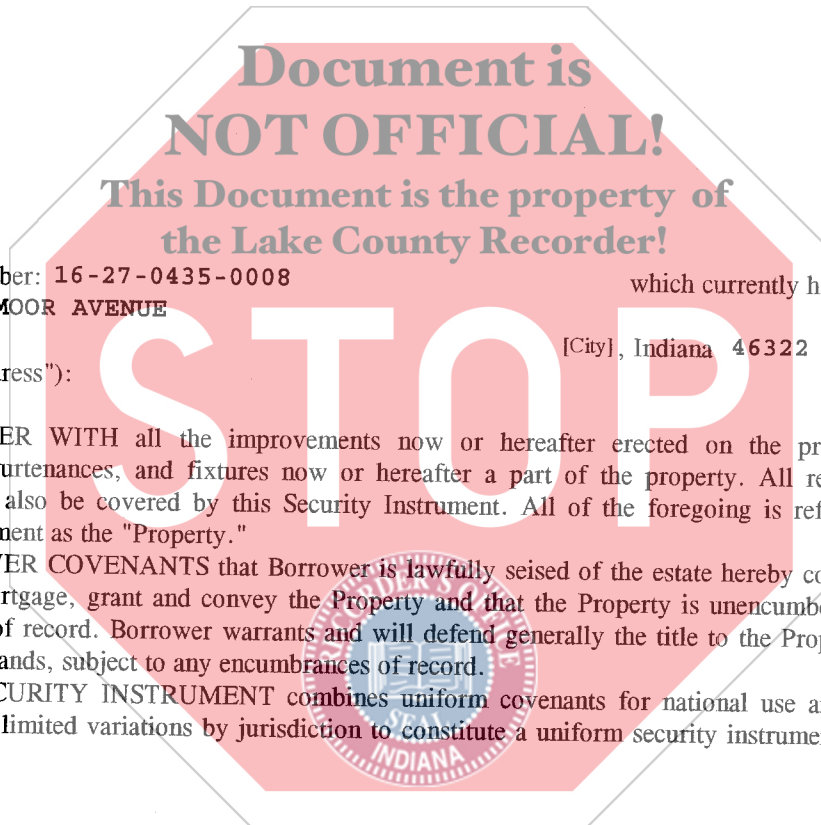 Document is
NOT OFFICIAL!
This Document is the property of
the Lake County Recorder!
ber: 16-27-0435-0008 which currently h
MOOR AVENUE
[City], Indiana 46322
ress"):
STOP
ER WITH all the improvements now or hereafter erected on the pr
urtenances, and fixtures now or hereafter a part of the property. All re
also be covered by this Security Instrument. All of the foregoing is ref
ment as the "Property."
ER COVENANTS that Borrower is lawfully seised of the estate hereby co
rtgage, grant and convey the Property and that the Property is unencumb
of record. Borrower warrants and will defend generally the title to the Prop
ands, subject to any encumbrances of record.
CURITY INSTRUMENT combines uniform covenants for national use a
limited variations by jurisdiction to constitute a uniform security instrume
RECORDER'S OFFICE
SEAL
INDIANA